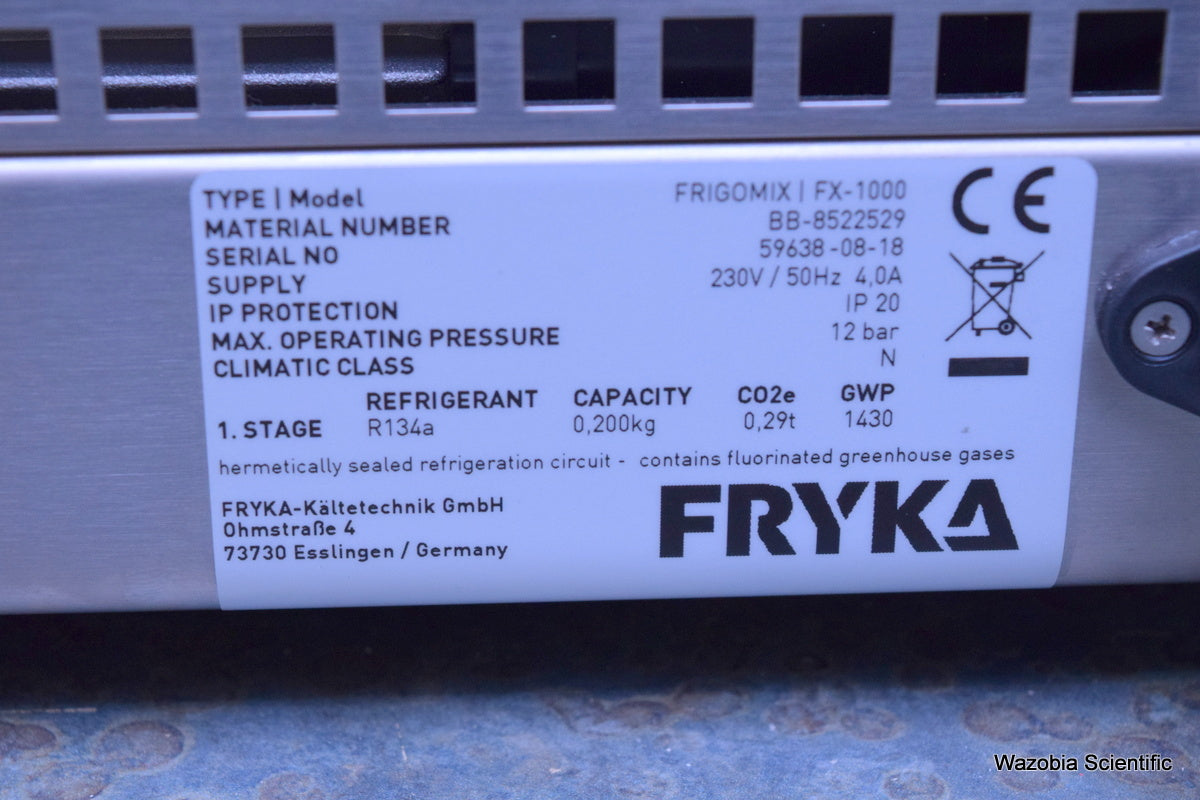 TYPE | Model FRIGOMIX | FX-1000
MATERIAL NUMBER BB-8522529
SERIAL NO 59638-08-18
SUPPLY 230V / 50Hz 4,0A
IP PROTECTION IP 20
MAX. OPERATING PRESSURE 12 bar
CLIMATIC CLASS N
CE
REFRIGERANT CAPACITY CO2e GWP
1. STAGE R134a 0,200kg 0,29t 1430
hermetically sealed refrigeration circuit - contains fluorinated greenhouse gases
FRYKA-Kältetechnik GmbH
Ohmstraße 4
73730 Esslingen / Germany
FRYKA
Wazobia Scientific